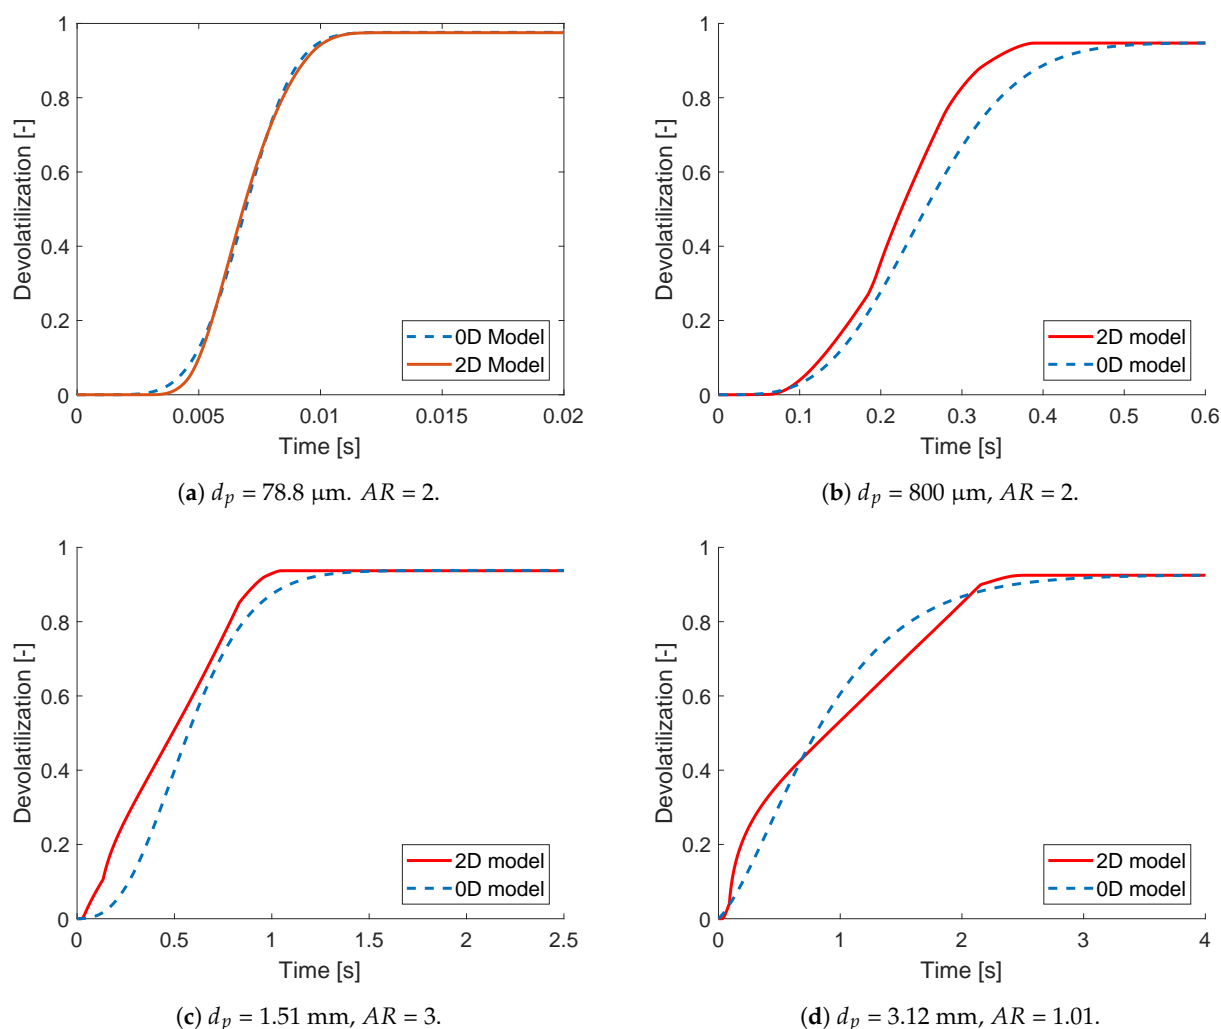 1
0.8
0.6
0.4
0.2
0
Devolatilization [-]
0 0.005 0.01 0.015 0.02
Time [s]
0D Model
2D Model
(a) dp = 78.8 µm. AR = 2.
1
0.8
0.6
0.4
0.2
0
Devolatilization [-]
0 0.1 0.2 0.3 0.4 0.5 0.6
Time [s]
2D model
0D model
(b) dp = 800 µm, AR = 2.
1
0.8
0.6
0.4
0.2
0
Devolatilization [-]
0 0.5 1 1.5 2 2.5
Time [s]
2D model
0D model
(c) dp = 1.51 mm, AR = 3.
1
0.8
0.6
0.4
0.2
0
Devolatilization [-]
0 1 2 3 4
Time [s]
2D model
0D model
(d) dp = 3.12 mm, AR = 1.01.